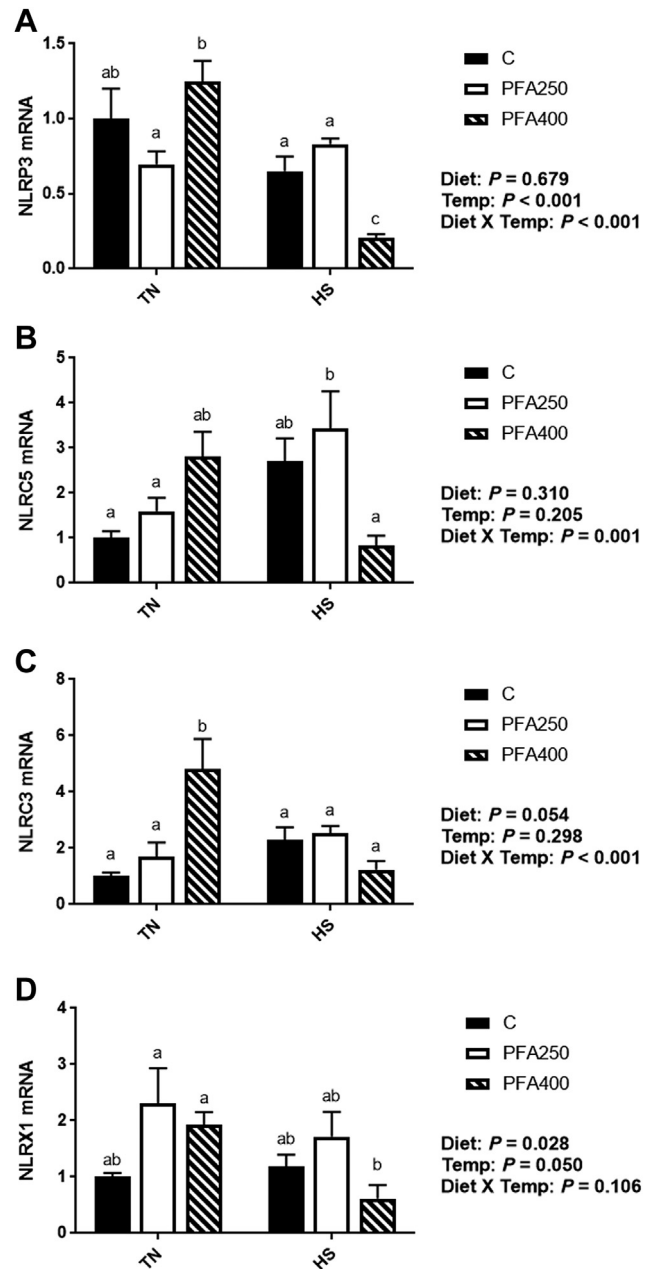 A
NLRP3 mRNA
1.5
1.0
0.5
0.0
ab
a
b
a
a
c
TN
HS
C
PFA250
PFA400
Diet: P = 0.679
Temp: P < 0.001
Diet X Temp: P < 0.001
B
NLRC5 mRNA
5
4
3
2
1
0
a
a
ab
ab
b
a
TN
HS
C
PFA250
PFA400
Diet: P = 0.310
Temp: P = 0.205
Diet X Temp: P = 0.001
C
NLRC3 mRNA
8
6
4
2
0
a
a
b
a
a
a
TN
HS
C
PFA250
PFA400
Diet: P = 0.054
Temp: P = 0.298
Diet X Temp: P < 0.001
D
NLRX1 mRNA
4
3
2
1
0
ab
a
a
ab
ab
b
TN
HS
C
PFA250
PFA400
Diet: P = 0.028
Temp: P = 0.050
Diet X Temp: P = 0.106